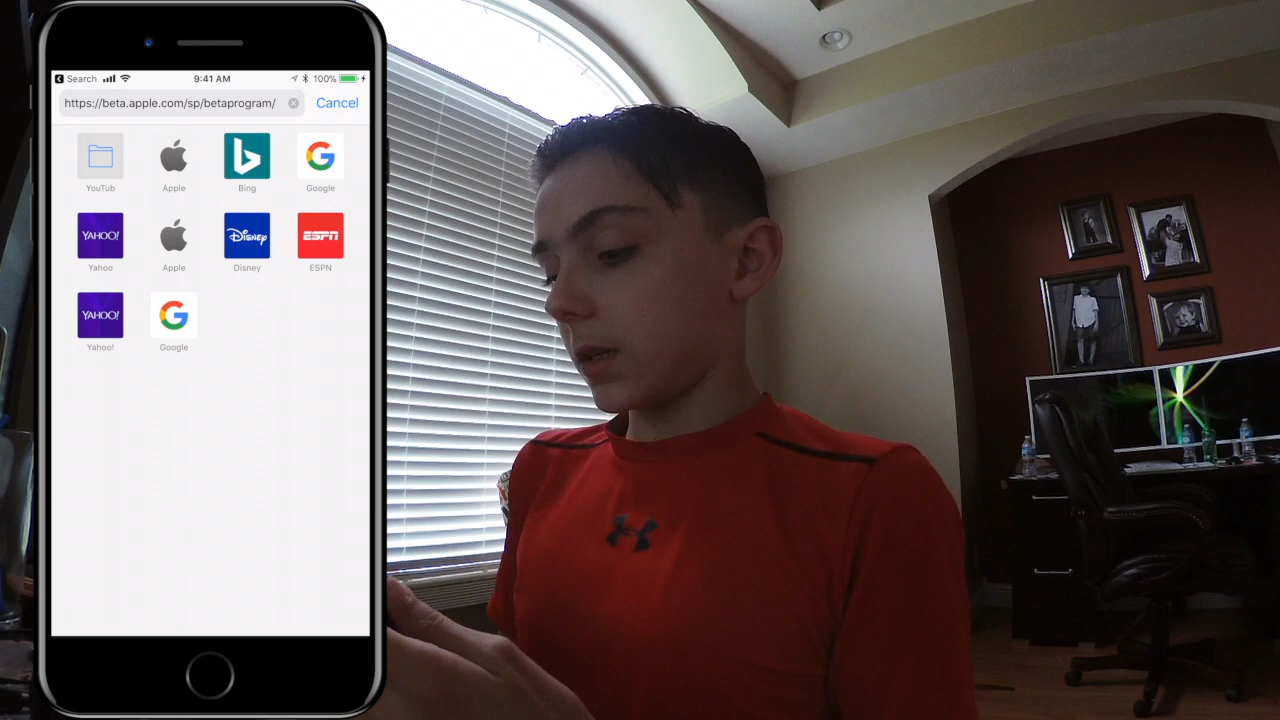 Search 9:41 AM 100%
https://beta.apple.com/sp/betaprogram/ Cancel
YouTub Apple Bing Google
YAHOO! Disney ESPN
Yahoo Apple Disney ESPN
YAHOO!
Yahoo! Google